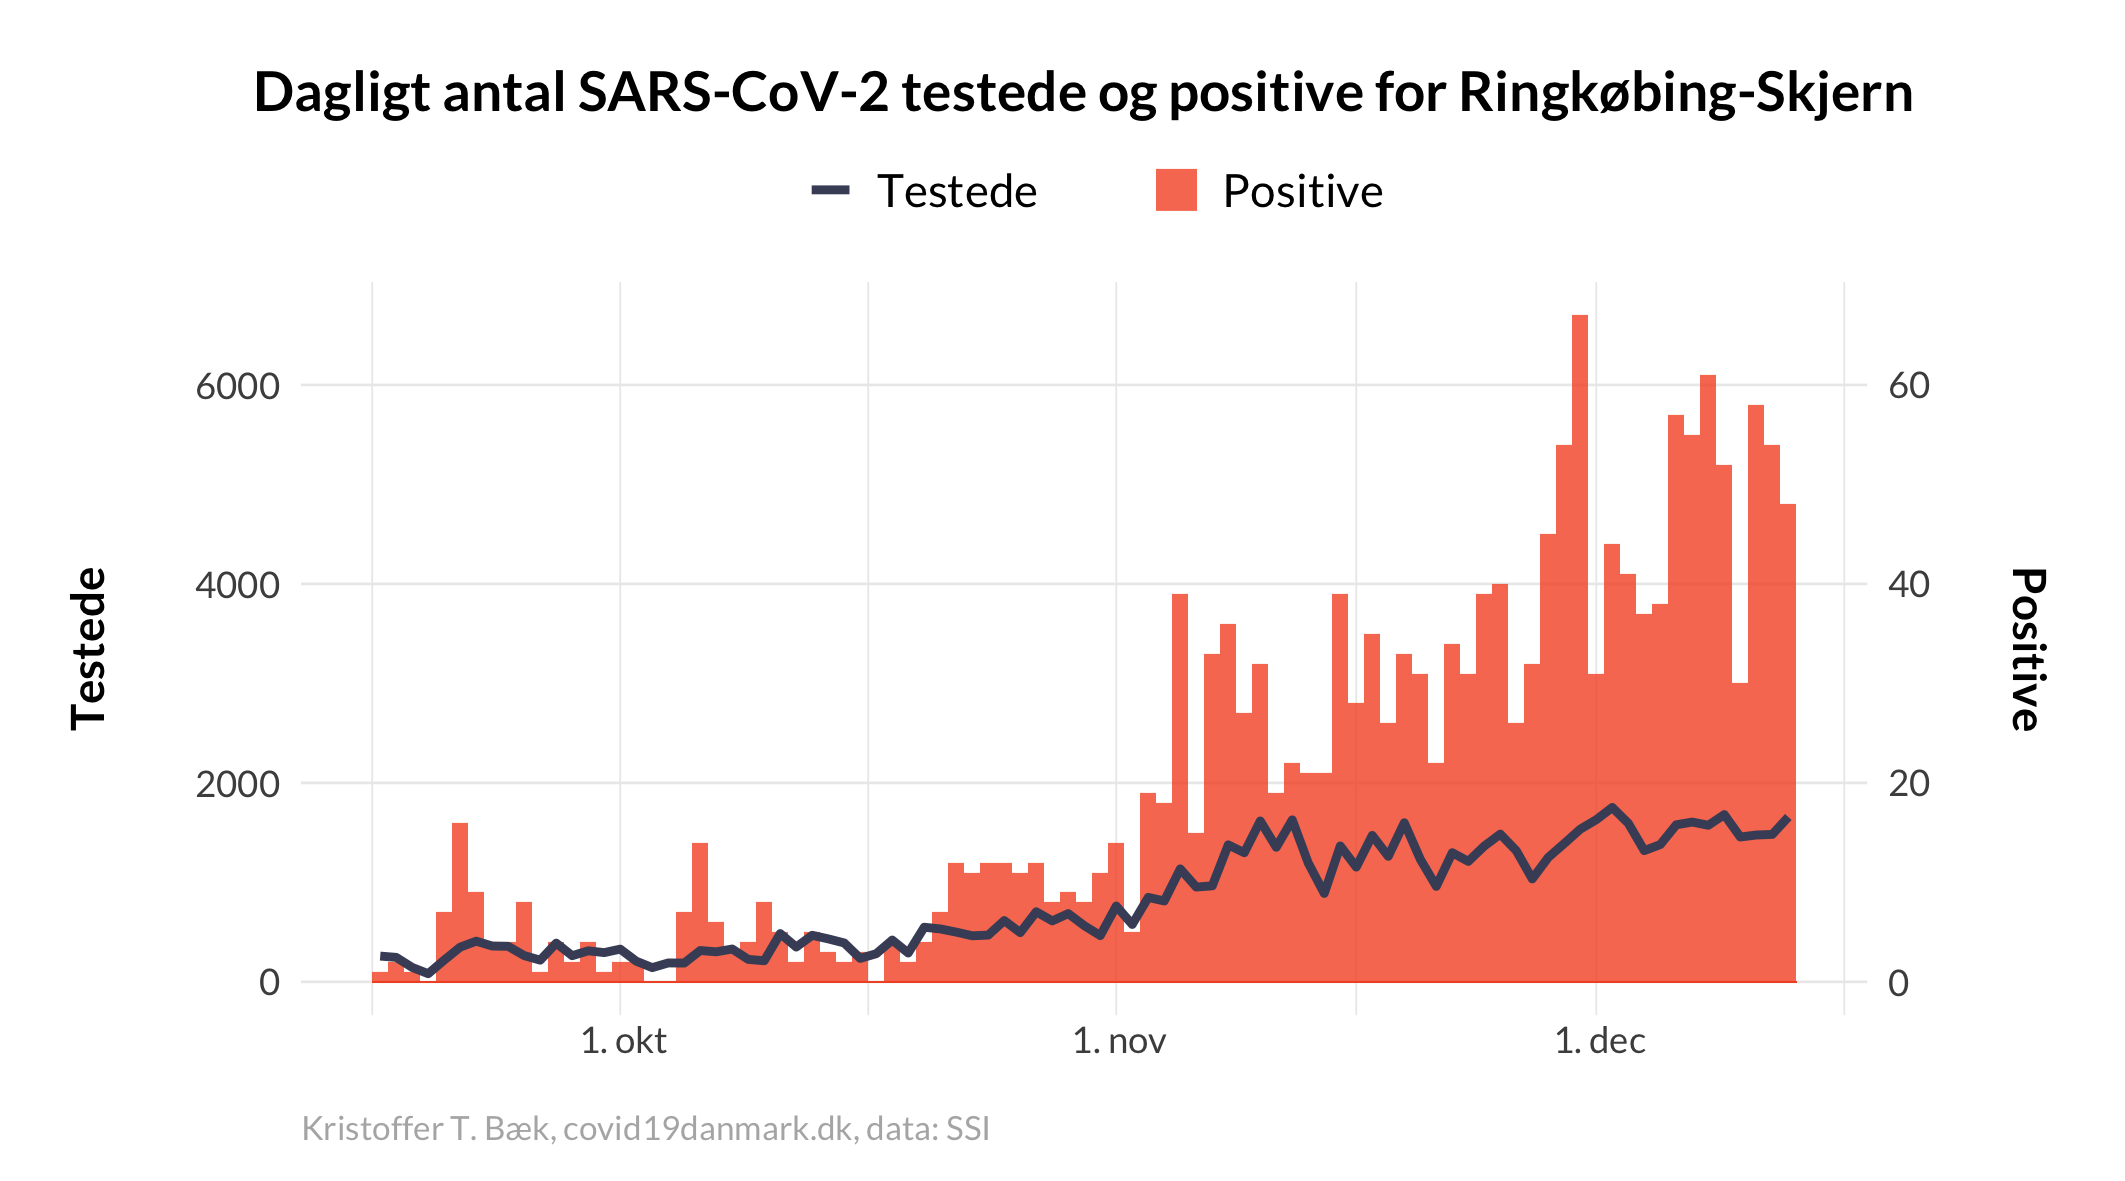 Dagligt antal SARS-CoV-2 testede og positive for Ringkøbing-Skjern
Testede
Positive
6000
4000
2000
0
Testede
60
40
20
0
Positive
1. okt
1. nov
1. dec
Kristoffer T. Bæk, covid19danmark.dk, data: SSI